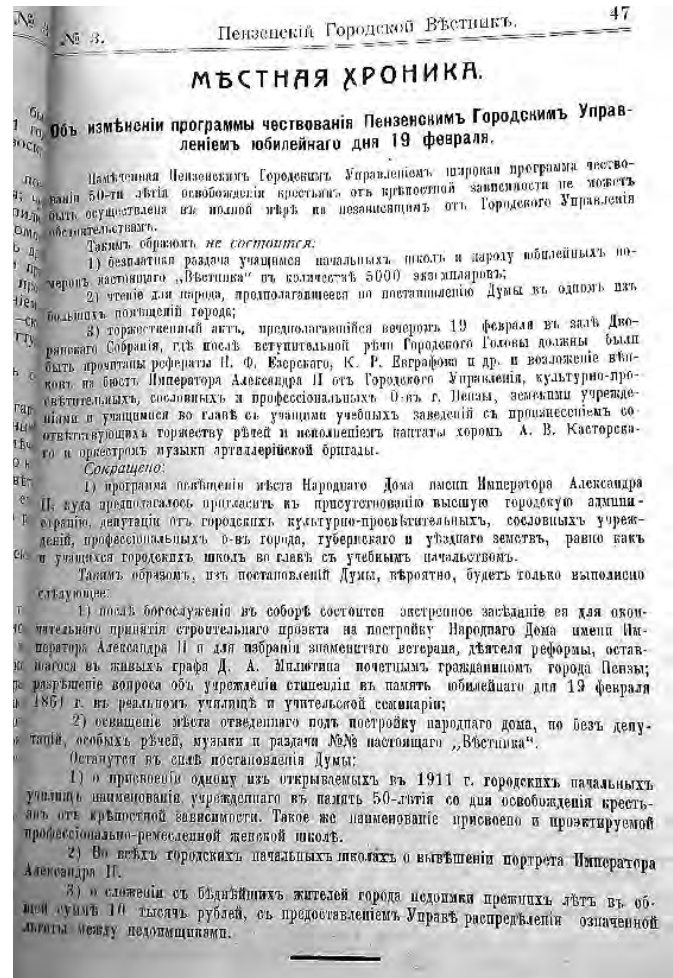 № 3.
Пензенскій Городской Вѣстникъ.
47
МѢСТНАЯ ХРОНИКА.
Объ измѣненіи программы чествованія Пензенскимъ Городскимъ Управ-
леніемъ юбилейнаго дня 19 февраля.
Намѣченная Пензенскимъ Городскимъ Управленіемъ широкая программа чество-
ванія 50-ти лѣтія освобожденія крестьянъ отъ крѣпостной зависимости не можетъ
быть осуществлена въ полной мѣрѣ по независящимъ отъ Городского Управленія
обстоятельствамъ.
Такимъ образомъ не состоится:
1) безплатная раздача учащимся начальныхъ школъ и народу юбилейныхъ но-
меровъ настоящаго „Вѣстника“ въ количествѣ 5000 экземпляровъ;
2) чтеніе для народа, предполагавшееся по постановленію Думы въ одномъ изъ
большихъ помѣщеній города;
3) торжественный актъ, предполагавшійся вечеромъ 19 февраля въ залѣ Дво-
рянскаго Собранія, гдѣ послѣ вступительной рѣчи Городского Головы должны были
быть прочитаны рефераты П. Ф. Езерскаго, К. Р. Евграфова и др. и возложеніе вѣн-
ковъ на бюстъ Императора Александра II отъ Городского Управленія, культурно-про-
свѣтительныхъ, сословныхъ и профессіональныхъ О-въ г. Пензы, земскими учрежде-
ніями и учащимися во главѣ съ учащими учебныхъ заведеній съ произнесеніемъ со-
отвѣтствующихъ торжеству рѣчей и исполненіемъ кантаты хоромъ А. В. Касторска-
го и оркестромъ музыки артиллерійской бригады.
Сокращено:
1) программа освященія мѣста Народнаго Дома имени Императора Александра
II, куда предполагалось пригласить къ присутствованію высшую городскую админи-
страцію, депутаціи отъ городскихъ культурно-просвѣтительныхъ, сословныхъ учреж-
деній, профессіональныхъ о-въ города, губернскаго и уѣзднаго земствъ, равно какъ
и учащихся городскихъ школъ во главѣ съ учебнымъ начальствомъ.
Такимъ образомъ, изъ постановленій Думы, вѣроятно, будетъ только выполнено
слѣдующее:
1) послѣ богослуженія въ соборѣ состоится экстренное засѣданіе ея для окон-
чательнаго принятія строительнаго проэкта на постройку Народнаго Дома имени Им-
ператора Александра II и для избранія знаменитаго ветерана, дѣятеля реформы, остав-
шагося въ живыхъ графа Д. А. Милютина почетнымъ гражданиномъ города Пензы;
разрѣшеніе вопроса объ учрежденіи стипендіи въ память юбилейнаго дня 19 февраля
1861 г. въ реальномъ училищѣ и учительской семинаріи;
2) освященіе мѣста отведеннаго подъ постройку народнаго дома, но безъ депу-
тацій, особыхъ рѣчей, музыки и раздачи №№ настоящаго „Вѣстника“.
Останутся въ силѣ постановленія Думы:
1) о присвоеніи одному изъ открываемыхъ въ 1911 г. городскихъ начальныхъ
училищъ наименованія учрежденнаго въ память 50-лѣтія со дня освобожденія кресть-
янъ отъ крѣпостной зависимости. Такое же наименованіе присвоено и проэктируемой
профессіонально-ремесленной женской школѣ.
2) Во всѣхъ городскихъ начальныхъ школахъ о вывѣшеніи портрета Императора
Александра II.
3) о сложеніи съ бѣднѣйшихъ жителей города недоимки прежнихъ лѣтъ въ об-
щей суммѣ 10 тысячъ рублей, съ предоставленіемъ Управѣ распредѣленія означенной
льготы между недоимщиками.